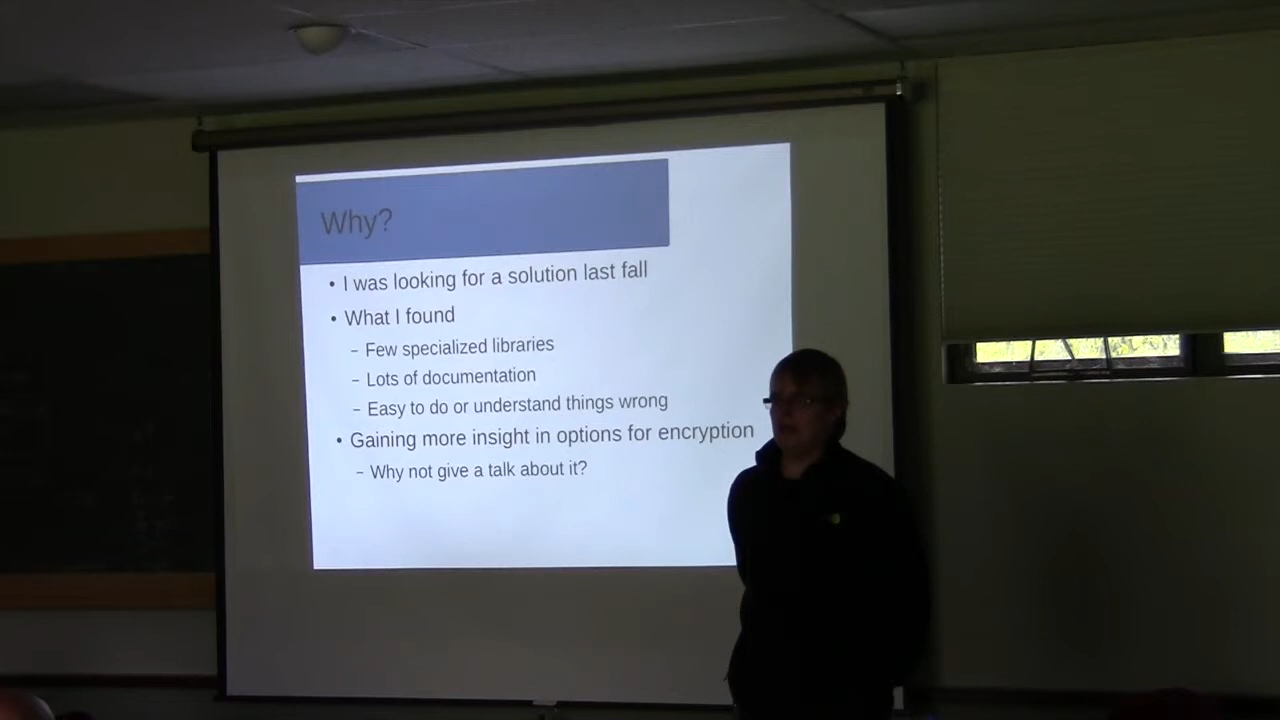 Why?
• I was looking for a solution last fall
• What I found
– Few specialized libraries
– Lots of documentation
– Easy to do or understand things wrong
• Gaining more insight in options for encryption
– Why not give a talk about it?